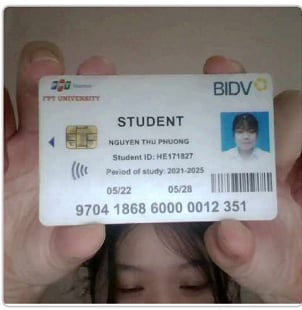 FPT Education
FPT UNIVERSITY
BIDV
STUDENT
NGUYEN THU PHUONG
Student ID: HE171827
Period of study: 2021-2025
05/22 05/28
9704 1868 6000 0012 351